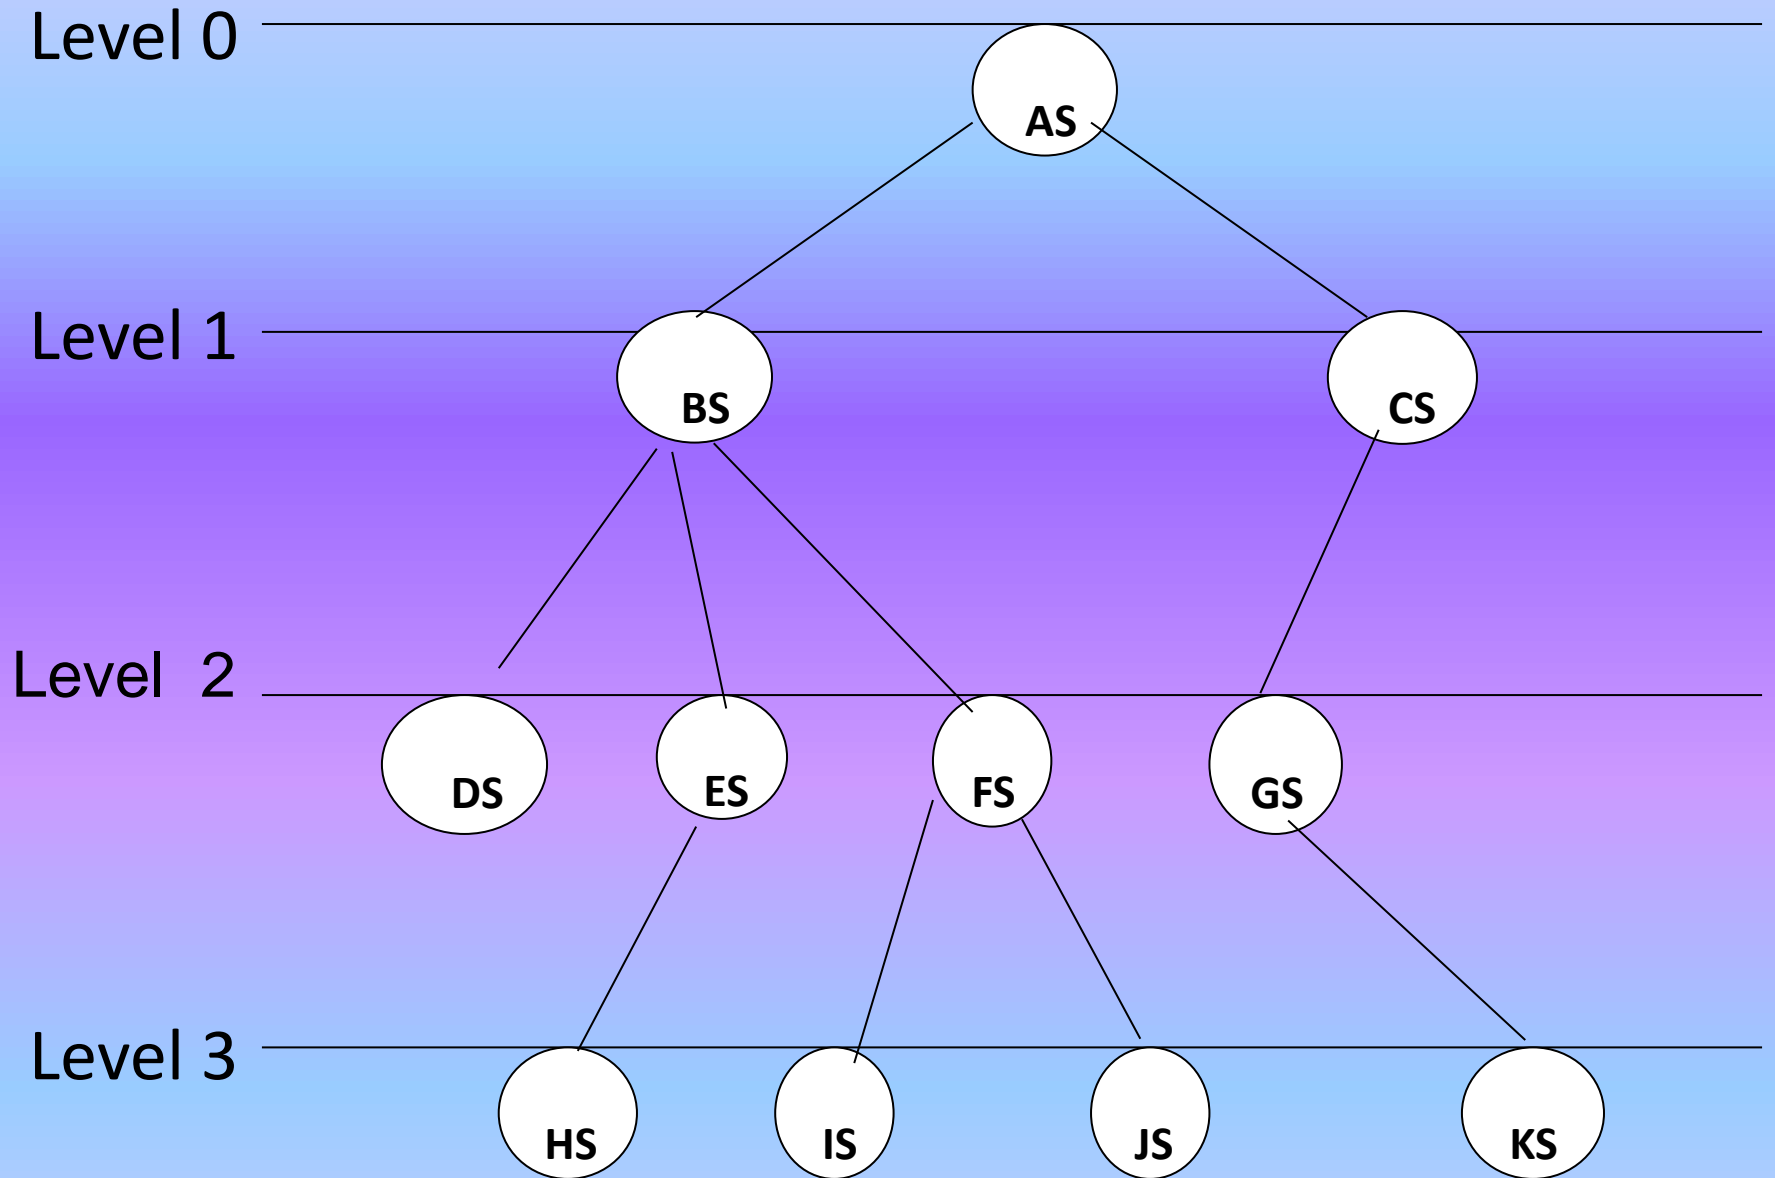 Level 0
AS
Level 1
BS
CS
Level  2
DS
ES
FS
GS
Level 3
HS
IS
JS
KS